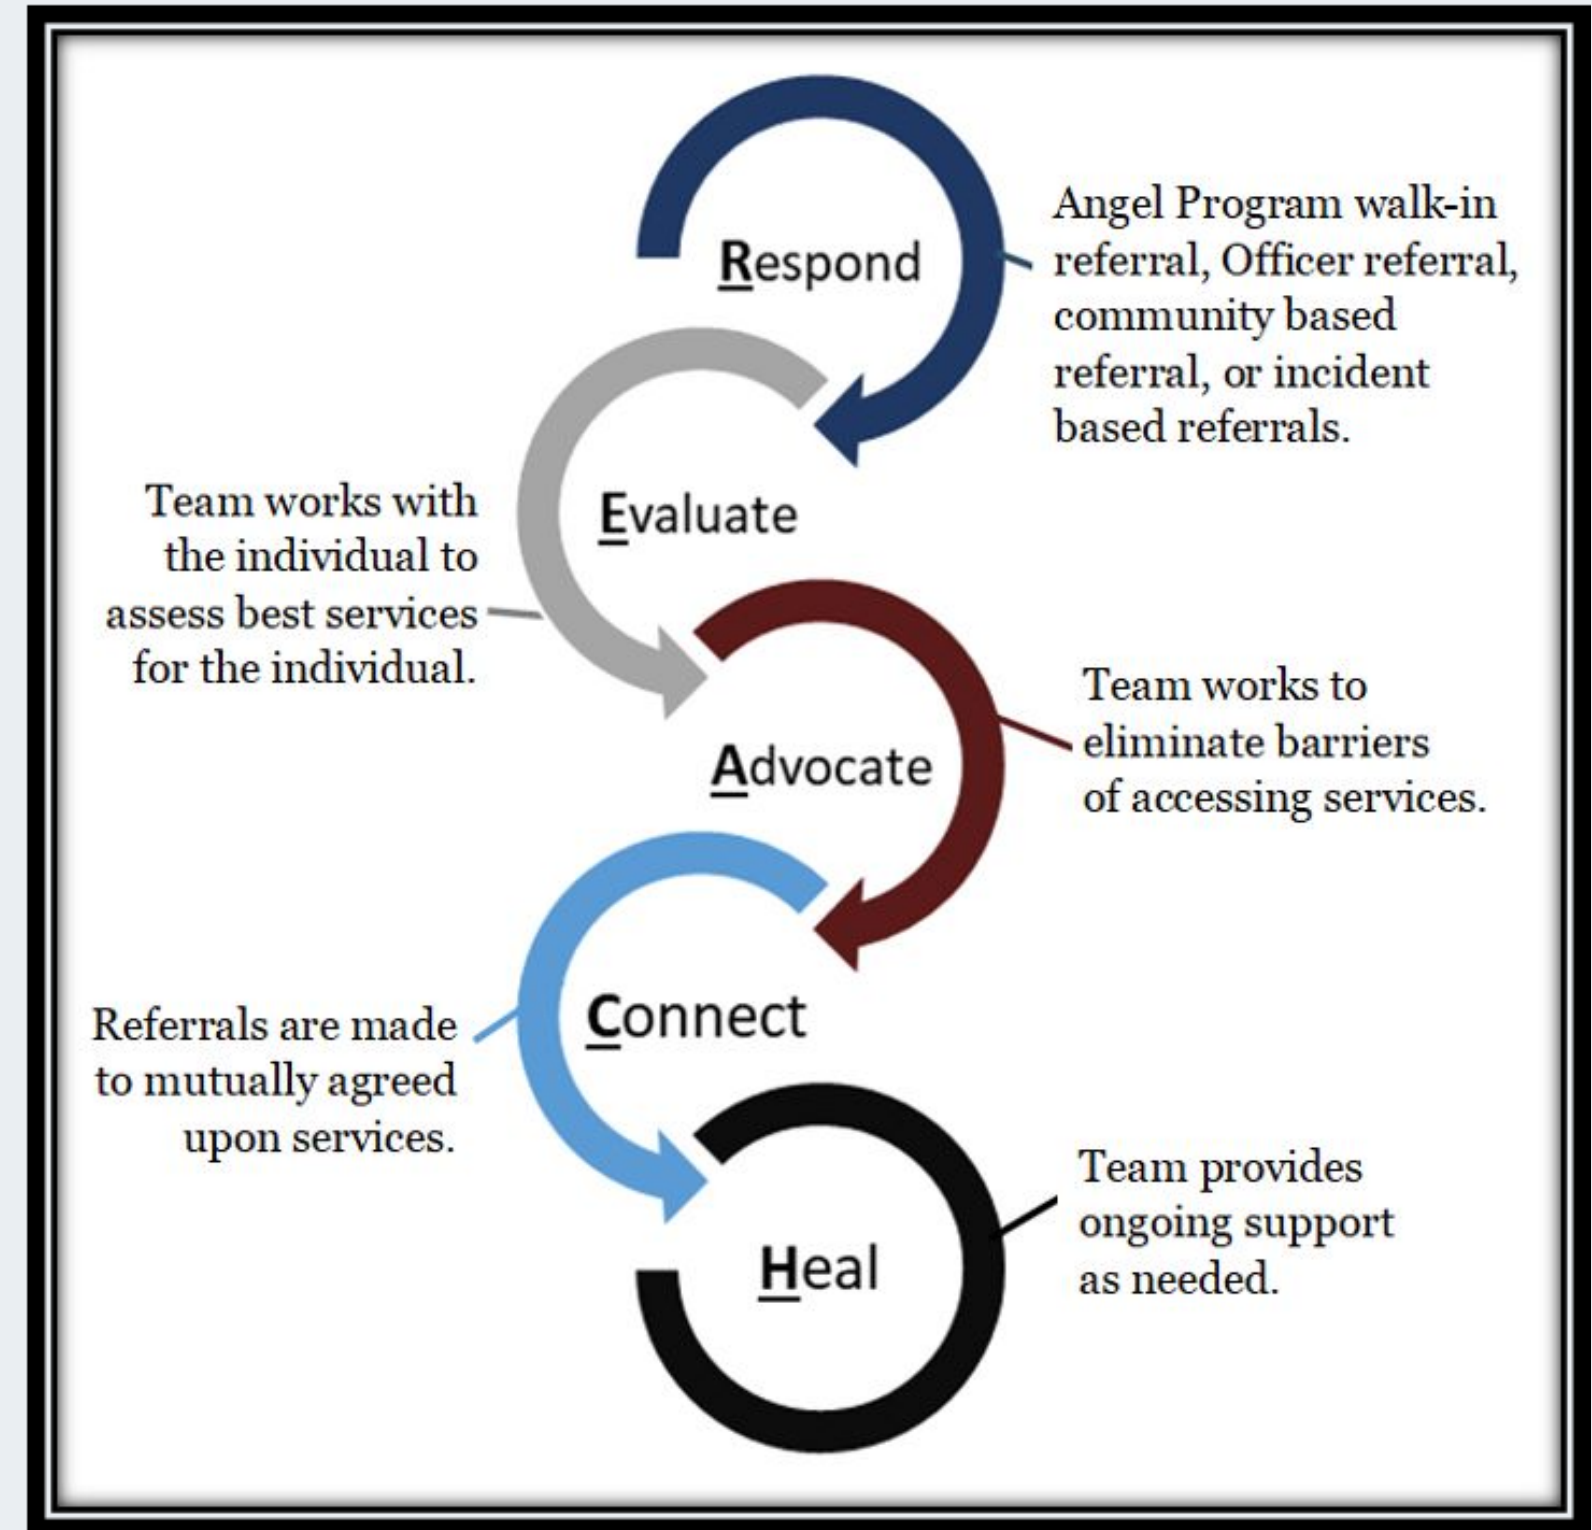 Respond
Angel Program walk-in
referral, Officer referral,
community based
referral, or incident
based referrals.
Evaluate
Team works with
the individual to
assess best services
for the individual.
Advocate
Team works to
eliminate barriers
of accessing services.
Connect
Referrals are made
to mutually agreed
upon services.
Heal
Team provides
ongoing support
as needed.